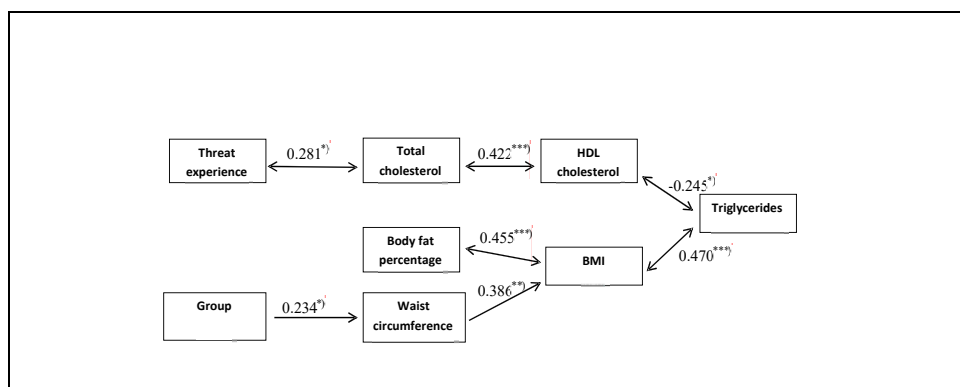 Threat
experience
0.281*)
Total
cholesterol
0.422***)
HDL
cholesterol
-0.245*)
Triglycerides
Body fat
percentage
0.455***)
BMI
0.470***)
Group
0.234*)
Waist
circumference
0.386**)